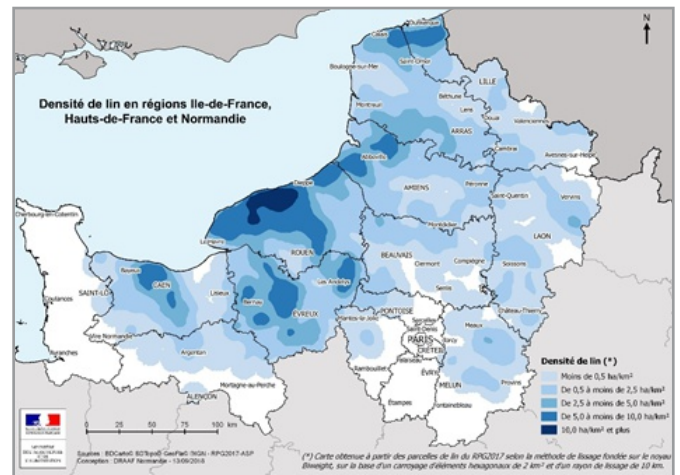 Densité de lin en régions Ile-de-France,
Hauts-de-France et Normandie
N
Dunkerque
Calais
Saint-Omer
Boulogne-sur-Mer
LILLE
Béthune
Lens
Montreuil
Douai
Valenciennes
ARRAS
Cambrai
Avesnes-sur-Helpe
Abbeville
Dieppe
AMIENS
Péronne
Saint-Quentin
Vervins
Cherbourg-en-Cotentin
Montdidier
LAON
Le Havre
ROUEN
BEAUVAIS
Clermont
Compiègne
Soissons
Bayeux
CAEN
Lisieux
Les Andelys
Senlis
SAINT-LO
Bernay
EVREUX
Château-Thierry
Coutances
Mantes-la-Jolie
PONTOISE
Sarcelles
Saint-Denis
Meaux
PARIS
Torcy
CRETEIL
Palaiseau
Vire Normandie
Argentan
Rambouillet
ÉVRY
Avranches
MELUN
Provins
Mortagne-au-Perche
Etampes
Fontainebleau
ALENÇON
Densité de lin (*)
Moins de 0,5 ha/km²
De 0,5 à moins de 2,5 ha/km²
De 2,5 à moins de 5,0 ha/km²
De 5,0 à moins de 10,0 ha/km²
10,0 ha/km² et plus
0 25 50 100 km
Sources : BDCarto® BDTopo® GeoFla® IGN - RPG2017-ASP
Conception : DRAAF Normandie - 13/09/2018
(*) Carte obtenue à partir des parcelles de lin du RPG2017 selon la méthode de lissage fondée sur le noyau
Biweight, sur la base d'un carroyage d'éléments hexagonaux de 2 km² et d'un rayon de lissage de 10 km.